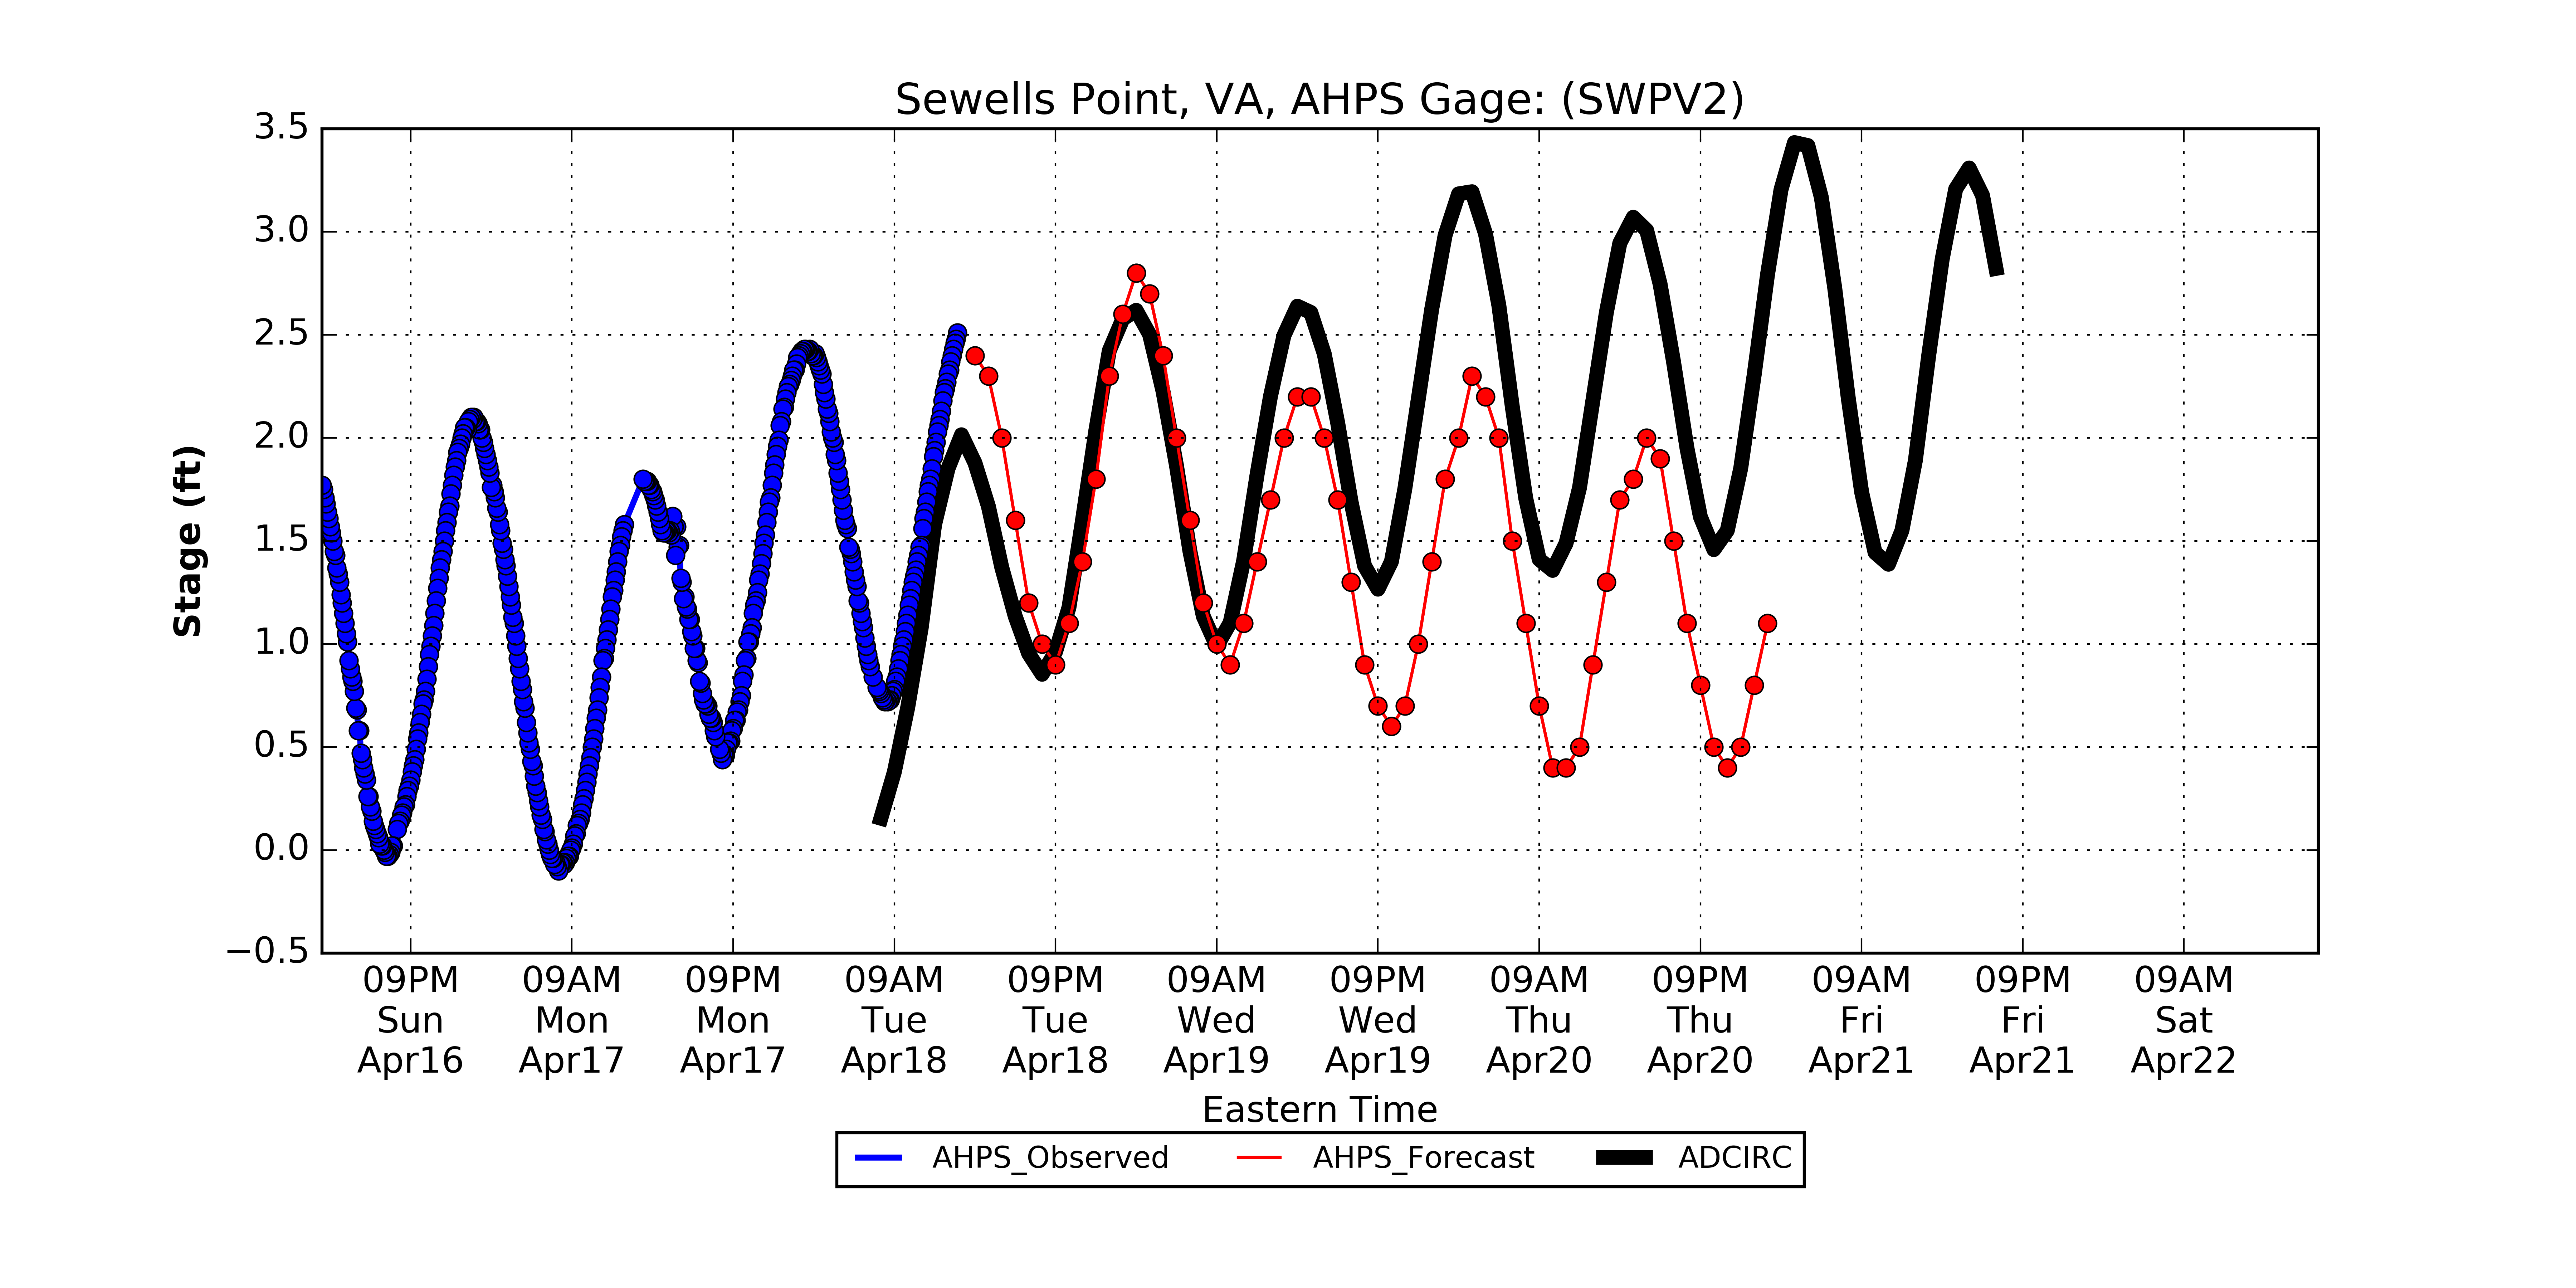 Sewells Point, VA, AHPS Gage: (SWPV2)
3.5
3.0
2.5
2.0
1.5
1.0
0.5
0.0
−0.5
Stage (ft)
09PM 09AM 09PM 09AM 09PM 09AM 09PM 09AM 09PM 09AM 09PM 09AM
Sun Mon Mon Tue Tue Wed Wed Thu Thu Fri Fri Sat
Apr16 Apr17 Apr17 Apr18 Apr18 Apr19 Apr19 Apr20 Apr20 Apr21 Apr21 Apr22
Eastern Time
AHPS_Observed AHPS_Forecast ADCIRC